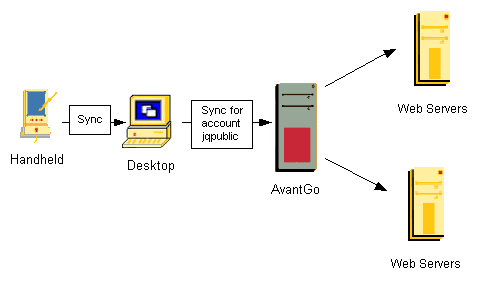 Web Servers
Sync
Sync for
account
jqpublic
Handheld
Desktop
AvantGo
Web Servers